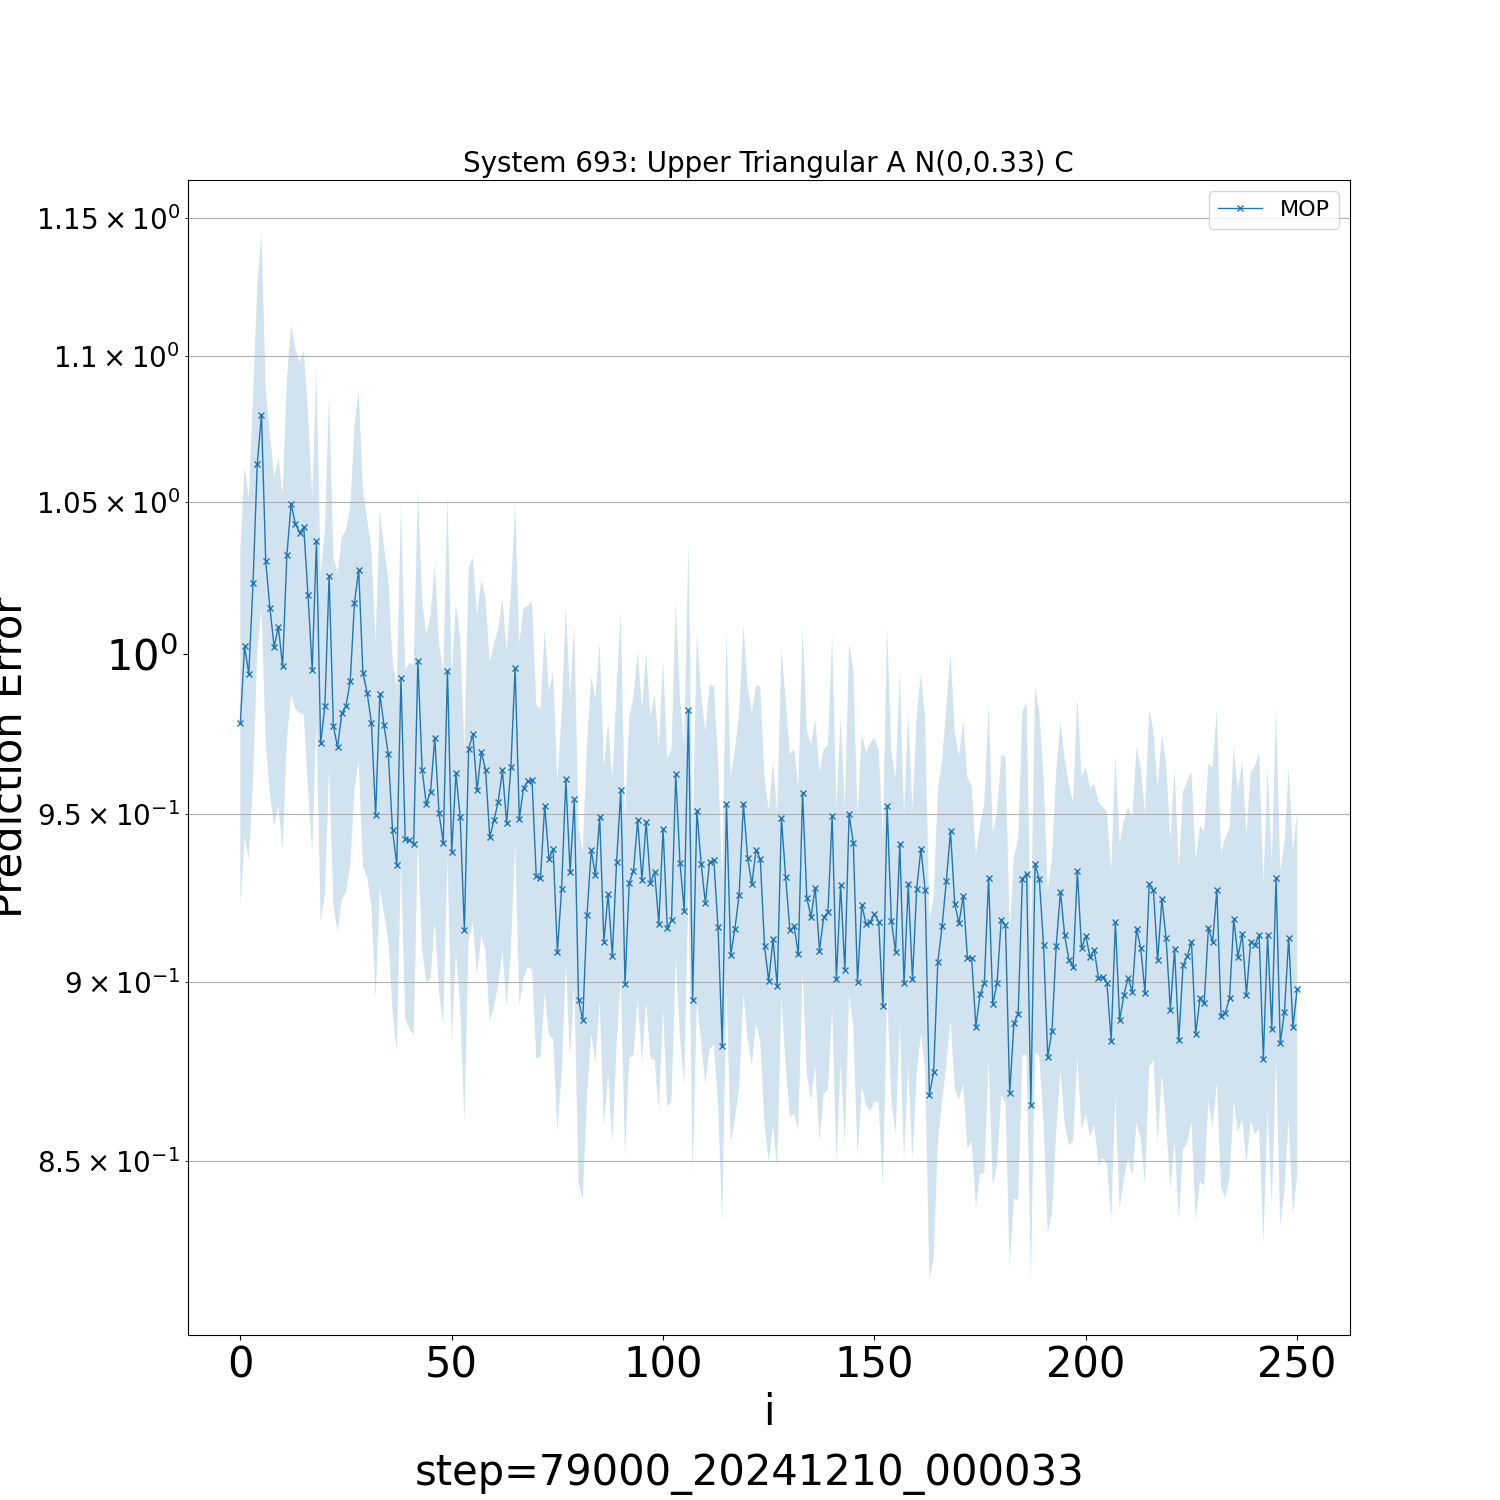 System 693: Upper Triangular A N(0,0.33) C
MOP
1.15 × 10⁰
1.1 × 10⁰
1.05 × 10⁰
10⁰
9.5 × 10⁻¹
9 × 10⁻¹
8.5 × 10⁻¹
Prediction Error
0 50 100 150 200 250
i
step=79000_20241210_000033